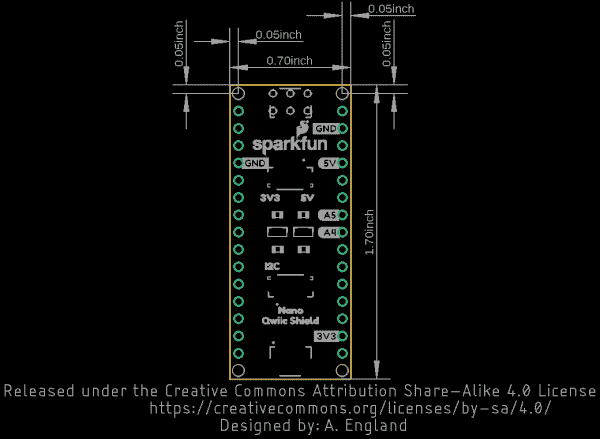 0.05inch
0.05inch
0.05inch
0.05inch
0.70inch
GND
sparkfun
GND
5V
3V3
5V
A5
A4
1.70inch
I2C
Nano
Qwiic Shield
3V3
Released under the Creative Commons Attribution Share-Alike 4.0 License
https://creativecommons.org/licenses/by-sa/4.0/
Designed by: A. England